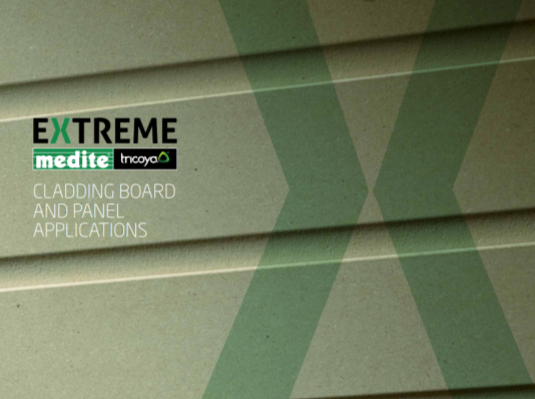 EXTREME
medite tricoya
CLADDING BOARD
AND PANEL
APPLICATIONS